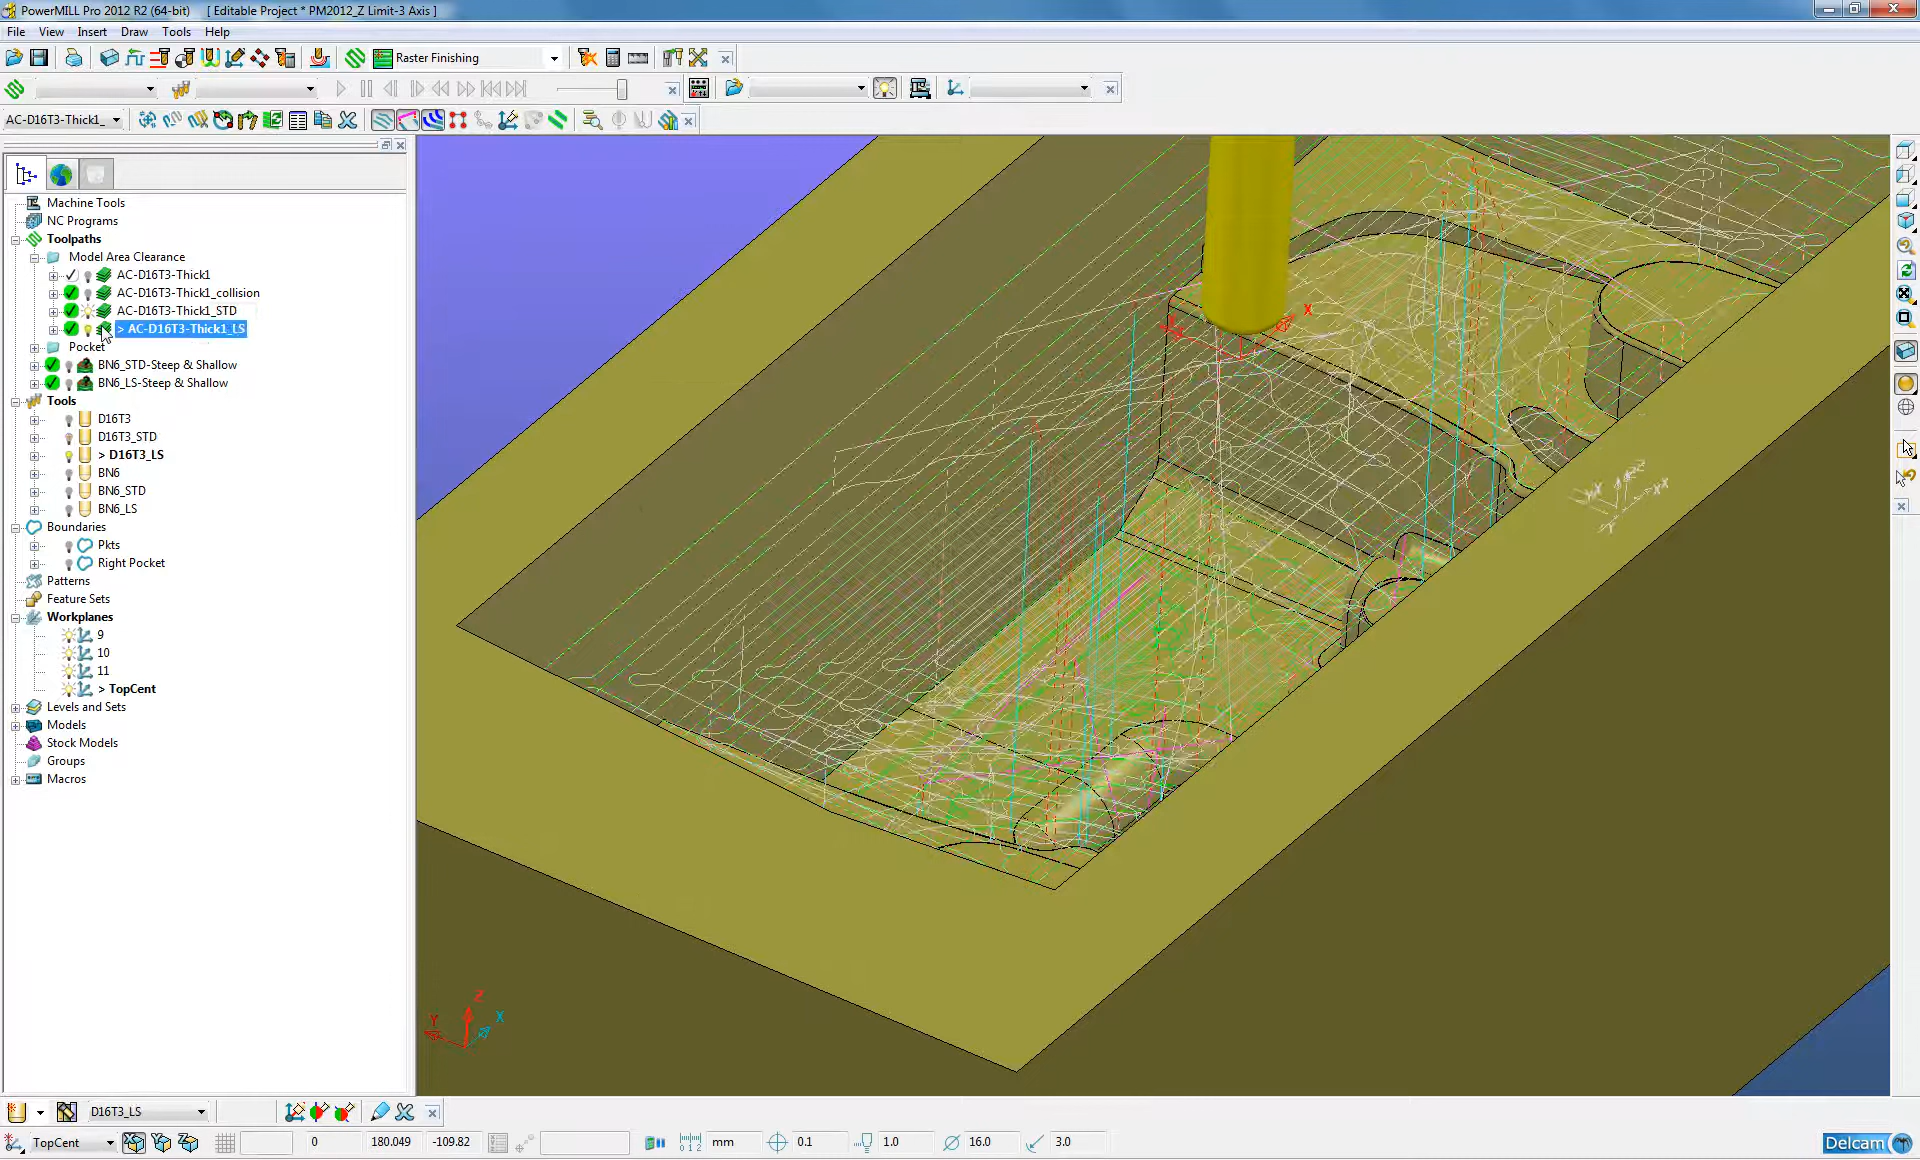 PowerMILL Pro 2012 R2 (64-bit) [ Editable Project * PM2012_Z Limit-3 Axis ]
File View Insert Draw Tools Help
Raster Finishing
AC-D16T3-Thick1_
Machine Tools
NC Programs
Toolpaths
Model Area Clearance
AC-D16T3-Thick1
AC-D16T3-Thick1_collision
AC-D16T3-Thick1_STD
> AC-D16T3-Thick1_LS
Pocket
BN6_STD-Steep & Shallow
BN6_LS-Steep & Shallow
Tools
D16T3
D16T3_STD
> D16T3_LS
BN6
BN6_STD
BN6_LS
Boundaries
Pkts
Right Pocket
Patterns
Feature Sets
Workplanes
9
10
11
> TopCent
Levels and Sets
Models
Stock Models
Groups
Macros
X
Z
Y
X
D16T3_LS
TopCent 0 180.049 -109.82 mm 0.1 1.0 16.0 3.0
Delcam